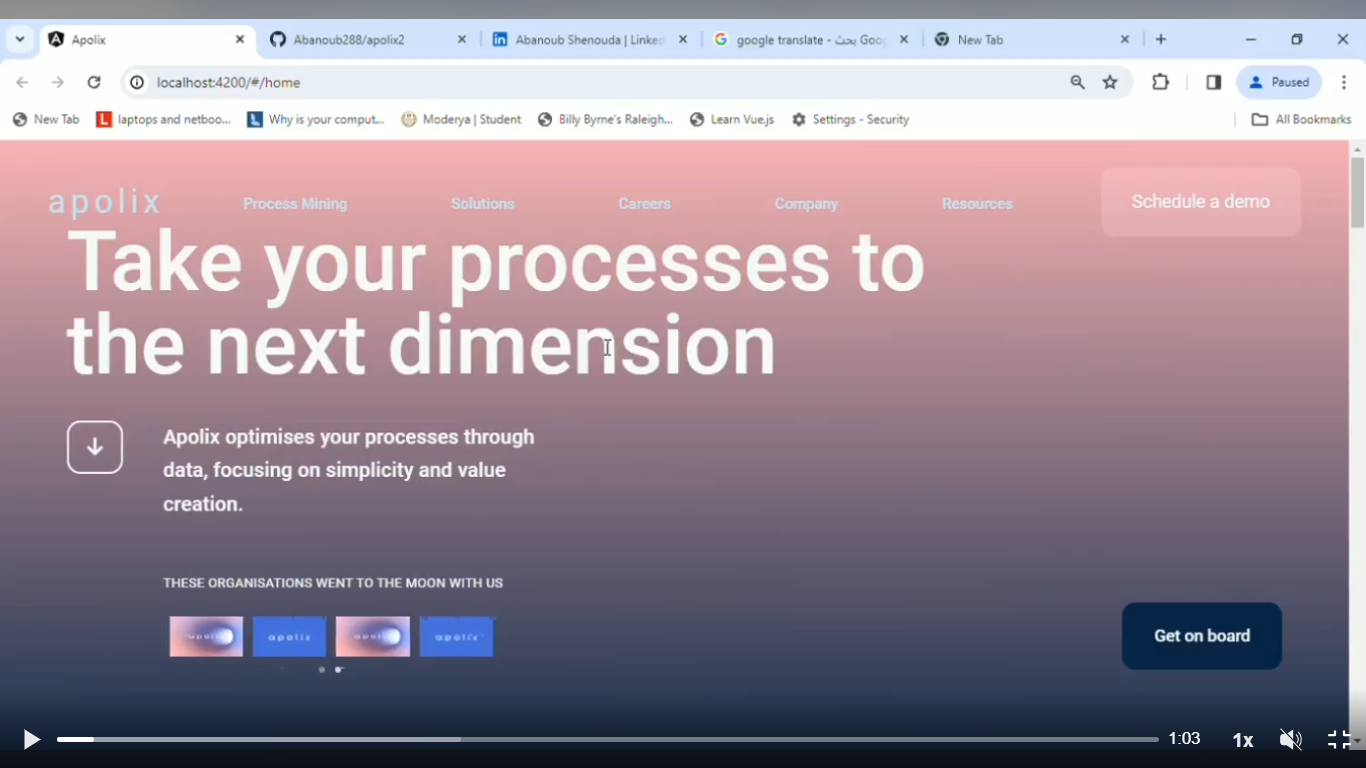 Apolix
Abanoub288/apolix2
Abanoub Shenouda | Linked
google translate - بحث Goo
New Tab
localhost:4200/#/home
Paused
New Tab
laptops and netboo...
Why is your comput...
Moderya | Student
Billy Byrne's Raleigh...
Learn Vue.js
Settings - Security
All Bookmarks
apolix
Process Mining
Solutions
Careers
Company
Resources
Schedule a demo
Take your processes to
the next dimension
Apolix optimises your processes through
data, focusing on simplicity and value
creation.
THESE ORGANISATIONS WENT TO THE MOON WITH US
apolix
apolix
apolix
apolix
Get on board
1:03
1x